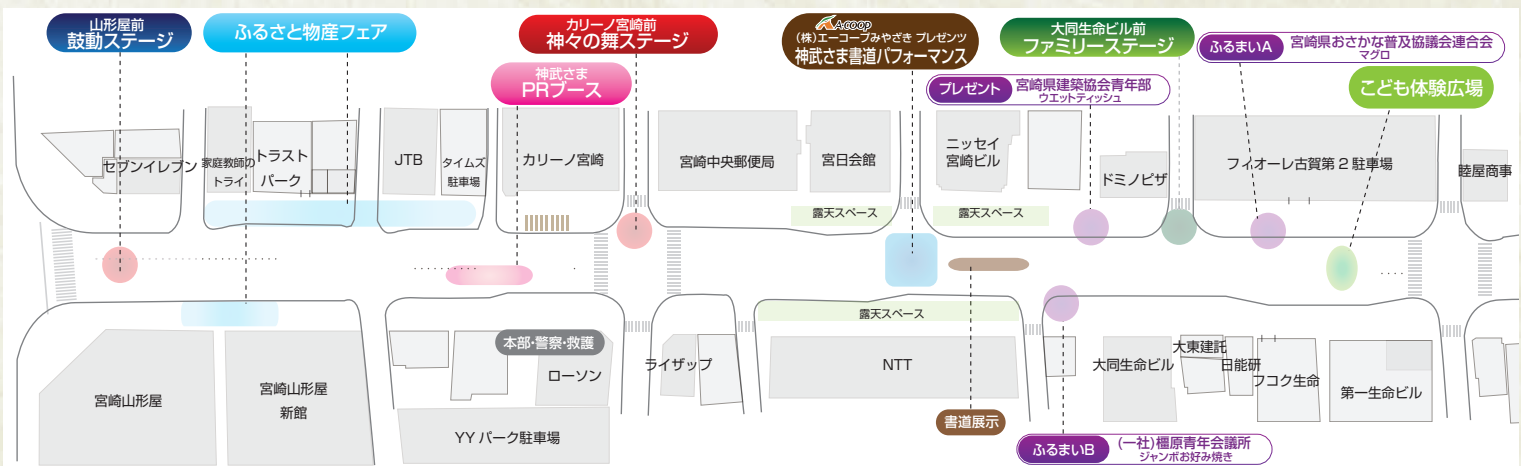 山形屋前
鼓動ステージ
ふるさと物産フェア
カリーノ宮崎前
神々の舞ステージ
神武さま
PRブース
A・COOP
(株)エーコープみやざき プレゼンツ
神武さま書道パフォーマンス
大同生命ビル前
ファミリーステージ
ふるまいA
宮崎県おさかな普及協議会連合会
マグロ
プレゼント
宮崎県建築協会青年部
ウエットティッシュ
こども体験広場
セブンイレブン
家庭教師の
トライ
トラスト
パーク
JTB
タイムズ
駐車場
カリーノ宮崎
宮崎中央郵便局
宮日会館
ニッセイ
宮崎ビル
ドミノピザ
フィオーレ古賀第2駐車場
睦屋商事
露天スペース
露天スペース
露天スペース
宮崎山形屋
宮崎山形屋
新館
本部・警察・救護
ローソン
YYパーク駐車場
ライザップ
NTT
大同生命ビル
大東建託
日能研
フコク生命
第一生命ビル
書道展示
ふるまいB
(一社)橿原青年会議所
ジャンボお好み焼き